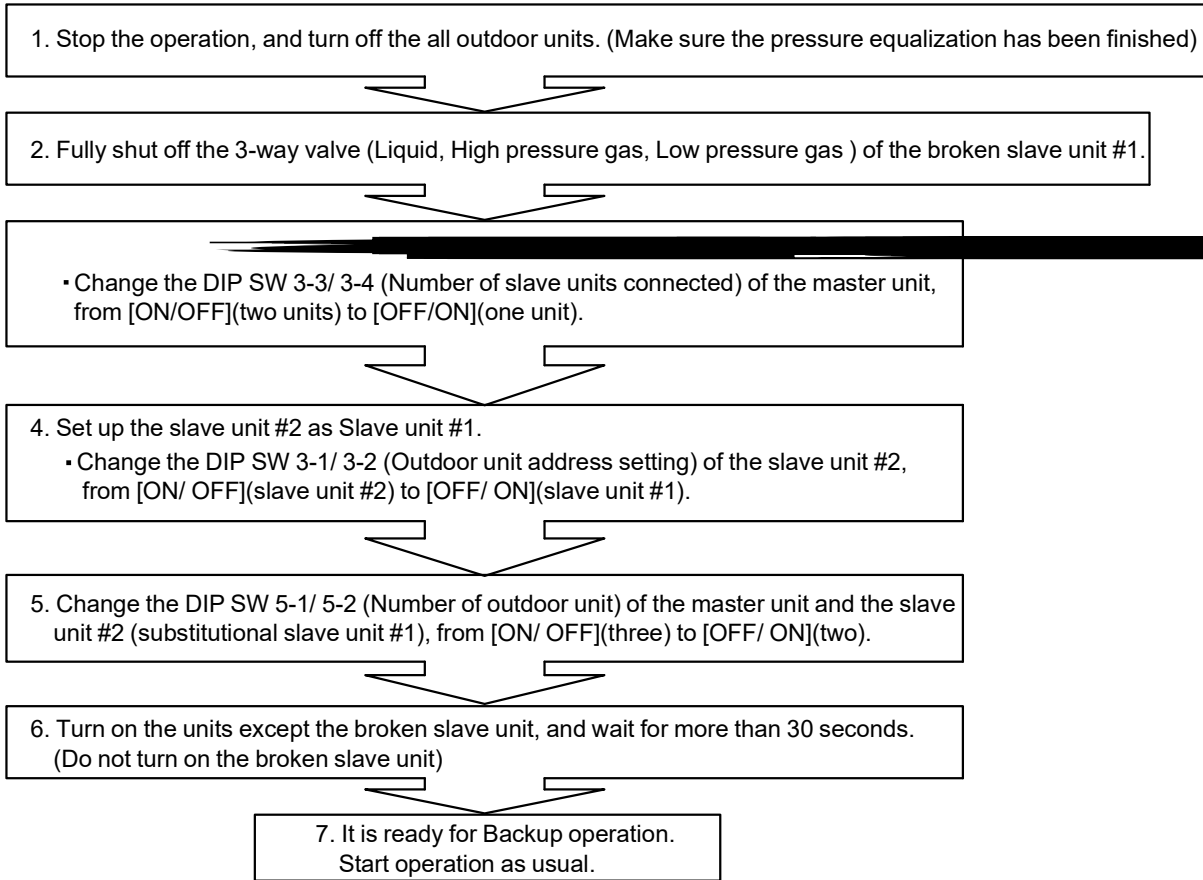 1. Stop the operation, and turn off the all outdoor units. (Make sure the pressure equalization has been finished)
2. Fully shut off the 3-way valve (Liquid, High pressure gas, Low pressure gas ) of the broken slave unit #1.
▪ Change the DIP SW 3-3/ 3-4 (Number of slave units connected) of the master unit,
from [ON/OFF](two units) to [OFF/ON](one unit).
4. Set up the slave unit #2 as Slave unit #1.
▪ Change the DIP SW 3-1/ 3-2 (Outdoor unit address setting) of the slave unit #2,
from [ON/ OFF](slave unit #2) to [OFF/ ON](slave unit #1).
5. Change the DIP SW 5-1/ 5-2 (Number of outdoor unit) of the master unit and the slave
unit #2 (substitutional slave unit #1), from [ON/ OFF](three) to [OFF/ ON](two).
6. Turn on the units except the broken slave unit, and wait for more than 30 seconds.
(Do not turn on the broken slave unit)
7. It is ready for Backup operation.
Start operation as usual.